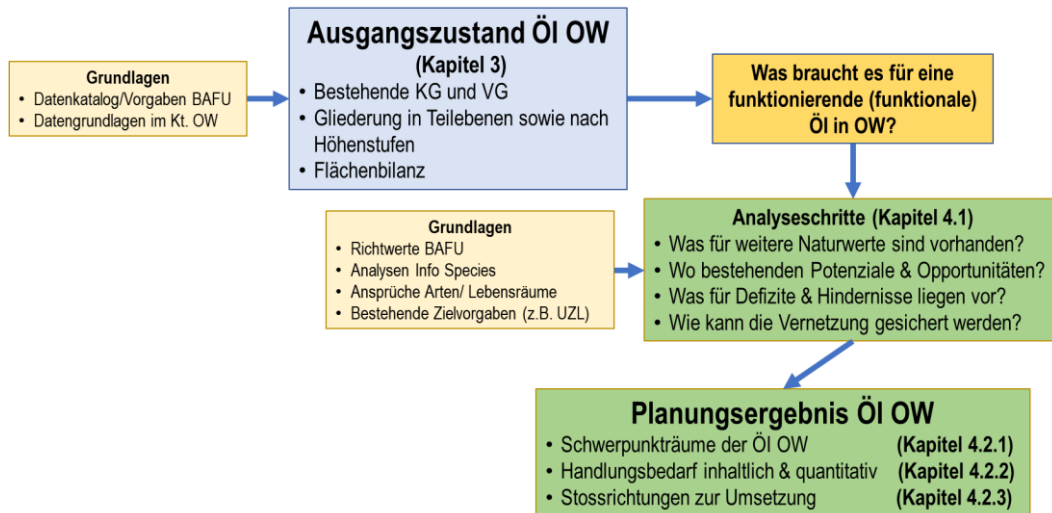 Ausgangszustand Öl OW
(Kapitel 3)
• Bestehende KG und VG
• Gliederung in Teilebenen sowie nach
Höhenstufen
• Flächenbilanz
Grundlagen
• Datenkatalog/Vorgaben BAFU
• Datengrundlagen im Kt. OW
Was braucht es für eine
funktionierende (funktionale)
Öl in OW?
Grundlagen
• Richtwerte BAFU
• Analysen Info Species
• Ansprüche Arten/ Lebensräume
• Bestehende Zielvorgaben (z.B. UZL)
Analyseschritte (Kapitel 4.1)
• Was für weitere Naturwerte sind vorhanden?
• Wo bestehenden Potenziale & Opportunitäten?
• Was für Defizite & Hindernisse liegen vor?
• Wie kann die Vernetzung gesichert werden?
Planungsergebnis Öl OW
• Schwerpunkträume der Öl OW (Kapitel 4.2.1)
• Handlungsbedarf inhaltlich & quantitativ (Kapitel 4.2.2)
• Stossrichtungen zur Umsetzung (Kapitel 4.2.3)